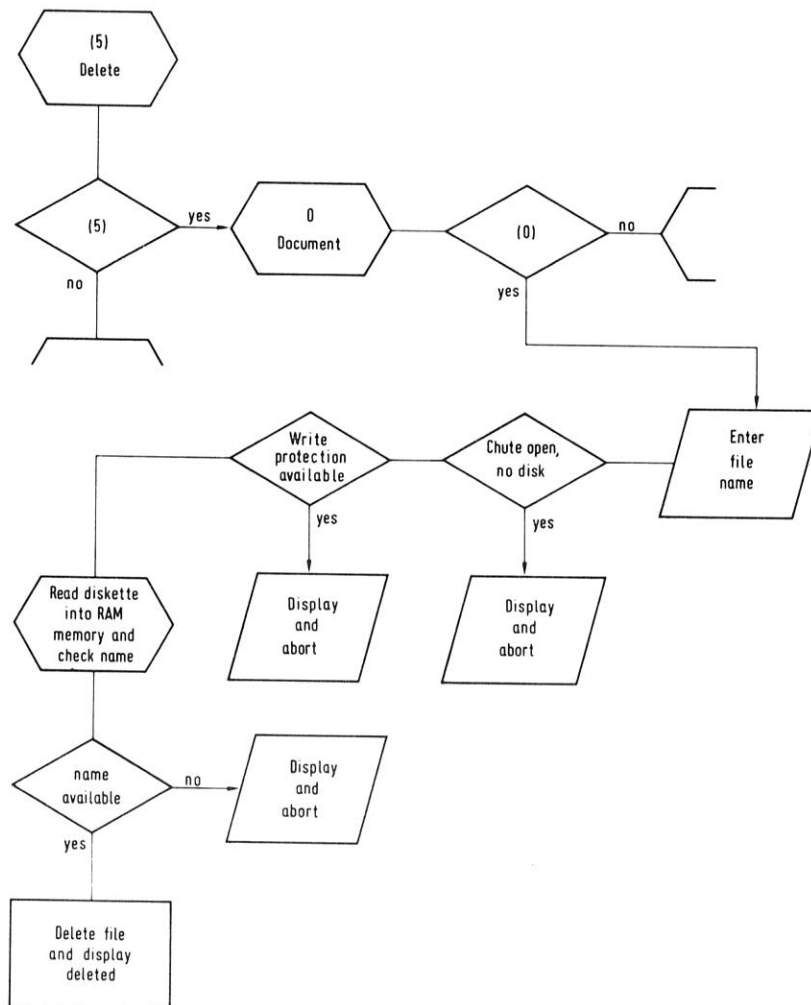 (5)
Delete
(5)
yes
no
0
Document
(0)
no
yes
Enter
file
name
Chute open,
no disk
yes
Display
and
abort
Write
protection
available
yes
Display
and
abort
Read diskette
into RAM
memory and
check name
name
available
no
Display
and
abort
yes
Delete file
and display
deleted